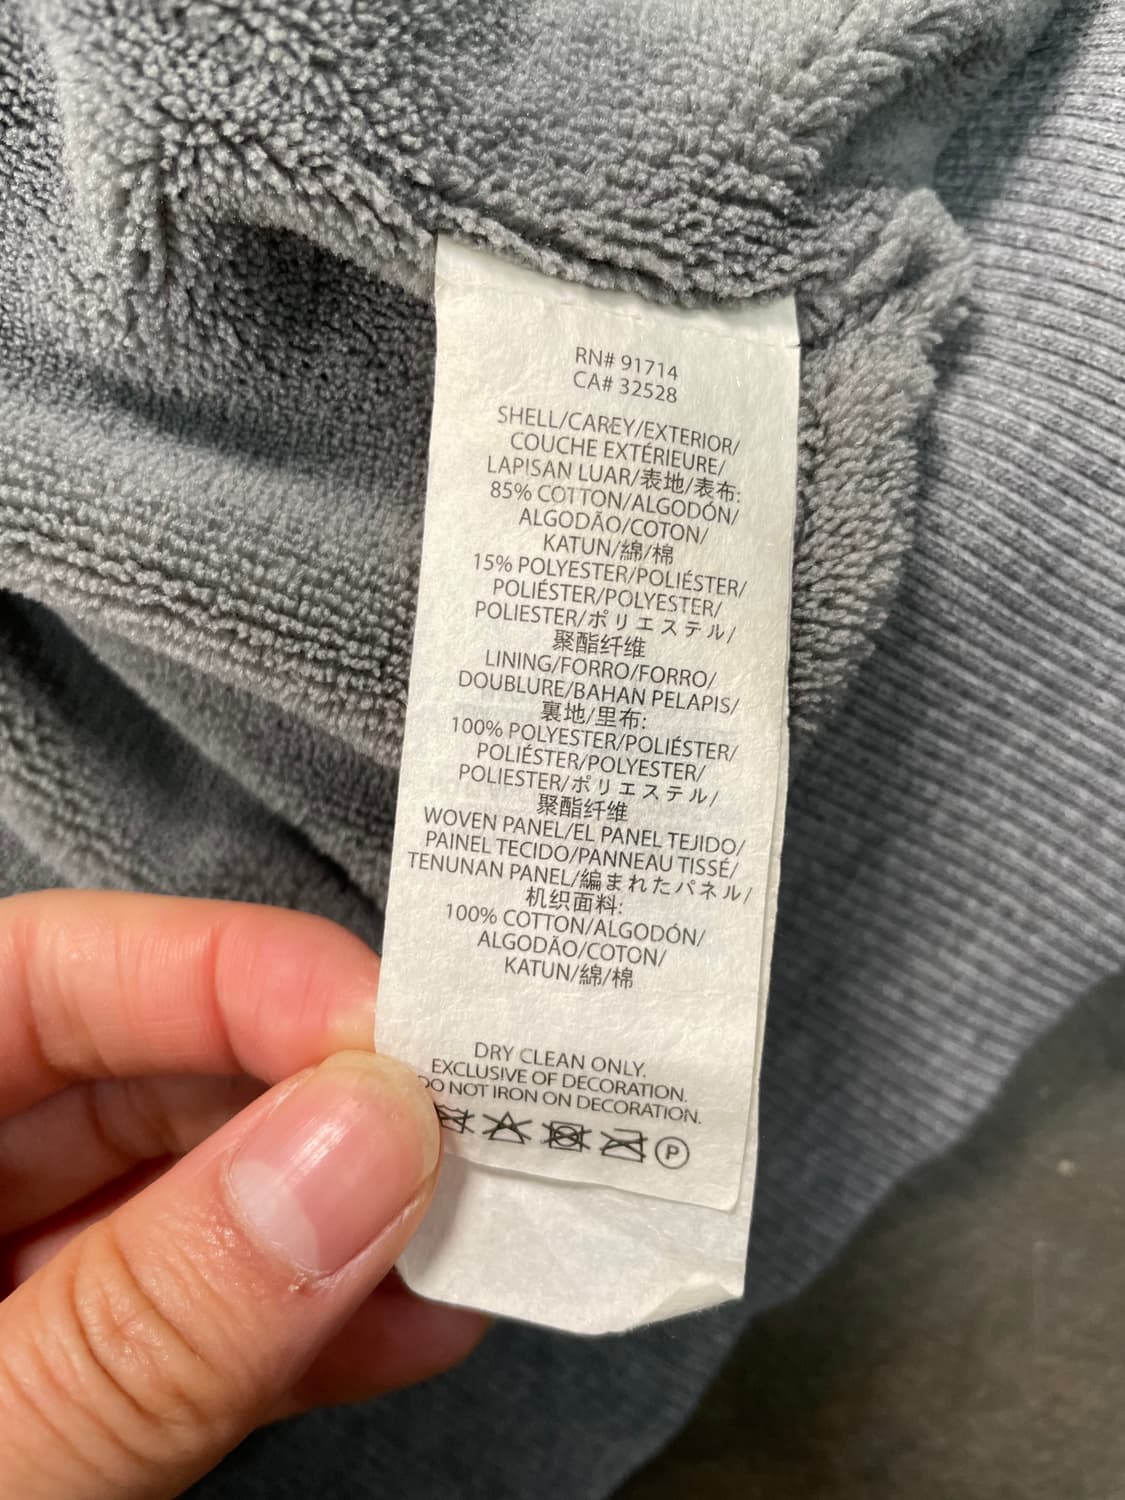 RN# 91714
CA# 32528
SHELL/CAREY/EXTERIOR/
COUCHE EXTÉRIEURE/
LAPISAN LUAR/表地/表布:
85% COTTON/ALGODÓN/
ALGODÃO/COTON/
KATUN/綿/棉
15% POLYESTER/POLIÉSTER/
POLIÉSTER/POLYESTER/
POLIESTER/ポリエステル/
聚酯纤维
LINING/FORRO/FORRO/
DOUBLURE/BAHAN PELAPIS/
裏地/里布:
100% POLYESTER/POLIÉSTER/
POLIÉSTER/POLYESTER/
POLIESTER/ポリエステル/
聚酯纤维
WOVEN PANEL/EL PANEL TEJIDO/
PAINEL TECIDO/PANNEAU TISSÉ/
TENUNAN PANEL/編まれたパネル/
机织面料:
100% COTTON/ALGODÓN/
ALGODÃO/COTON/
KATUN/綿/棉
DRY CLEAN ONLY.
EXCLUSIVE OF DECORATION.
DO NOT IRON ON DECORATION.
P